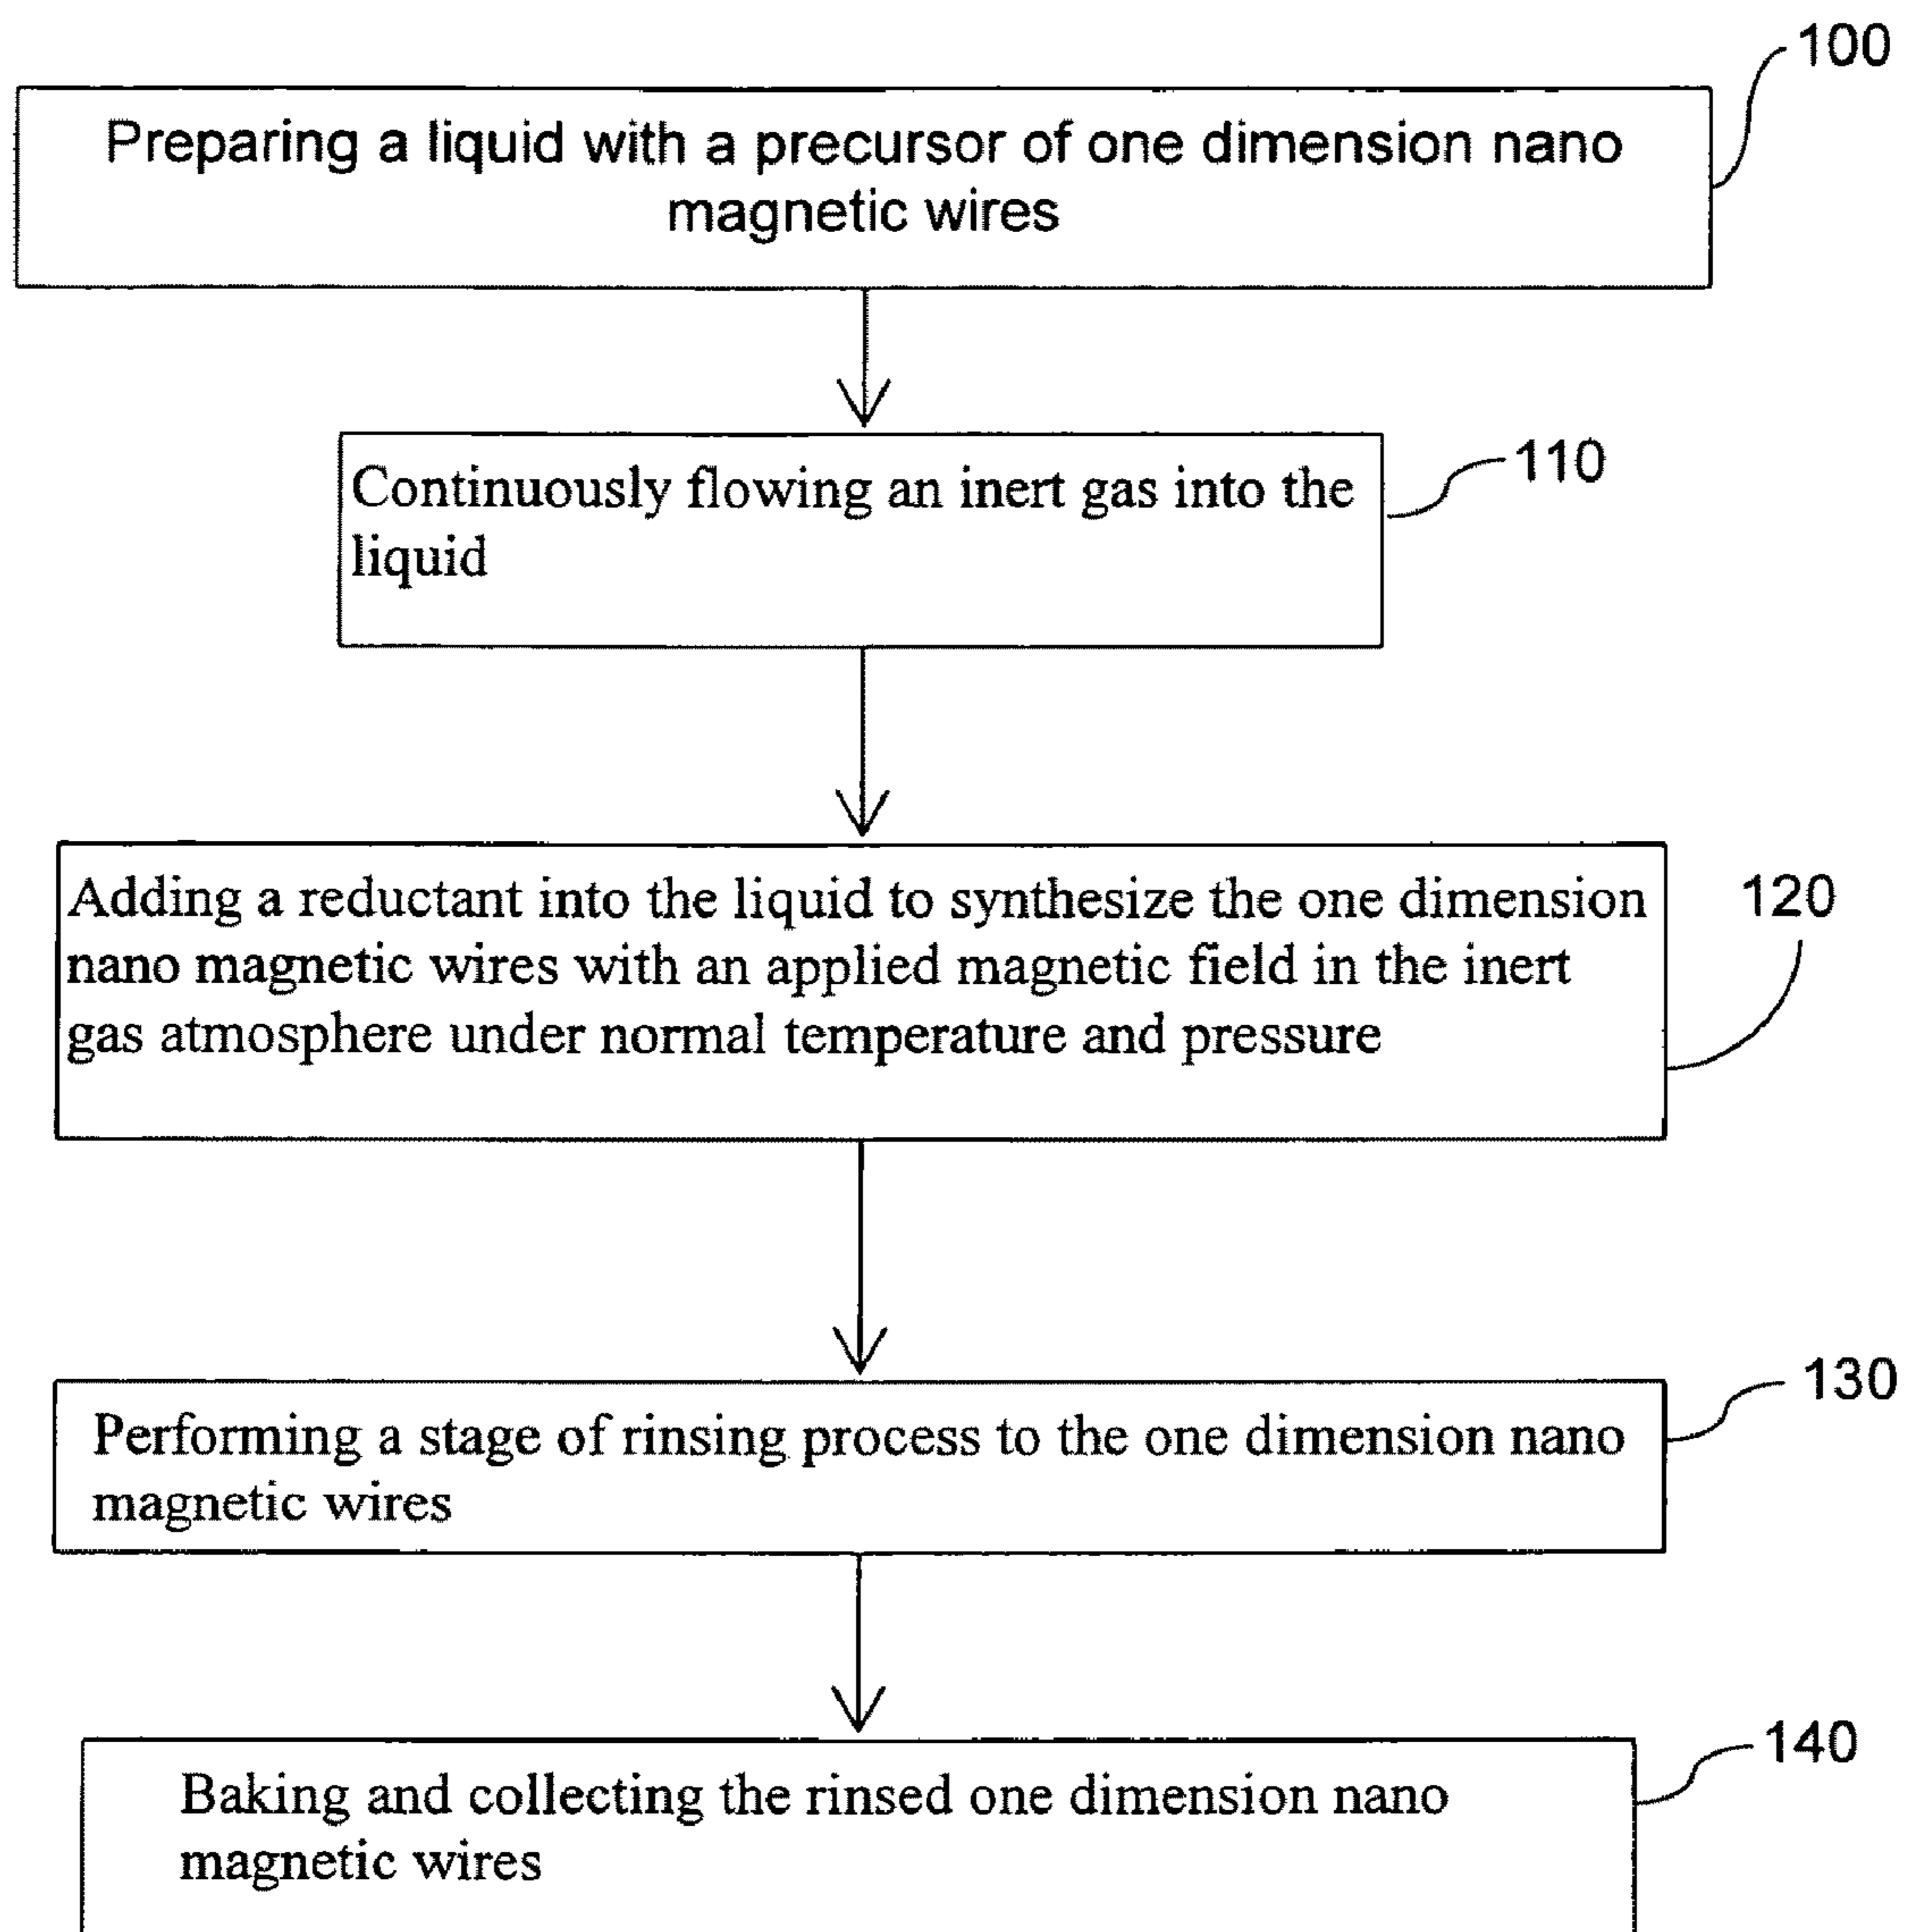 100
Preparing a liquid with a precursor of one dimension nano
magnetic wires
110
Continuously flowing an inert gas into the
liquid
120
Adding a reductant into the liquid to synthesize the one dimension
nano magnetic wires with an applied magnetic field in the inert
gas atmosphere under normal temperature and pressure
130
Performing a stage of rinsing process to the one dimension nano
magnetic wires
140
Baking and collecting the rinsed one dimension nano
magnetic wires